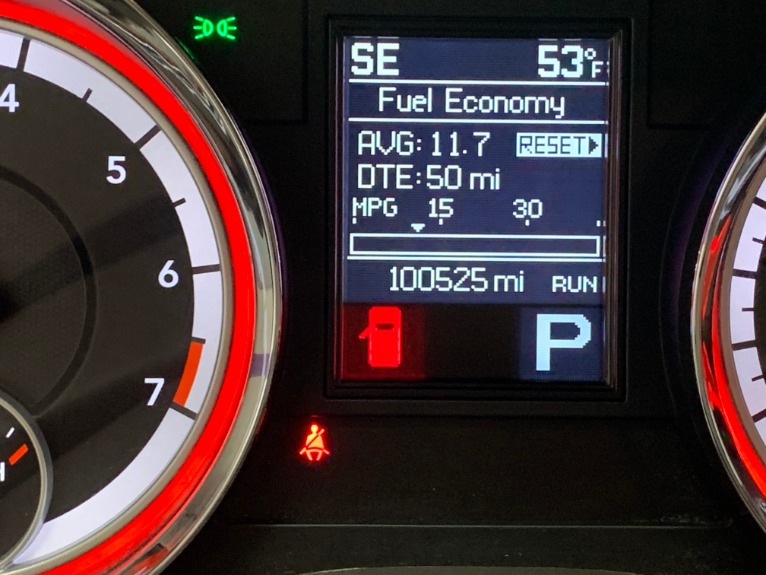 4
5
6
7
H
SE 53°F
Fuel Economy
AVG: 11.7 RESET
DTE: 50 mi
MPG 15 30
100525 mi RUN
P